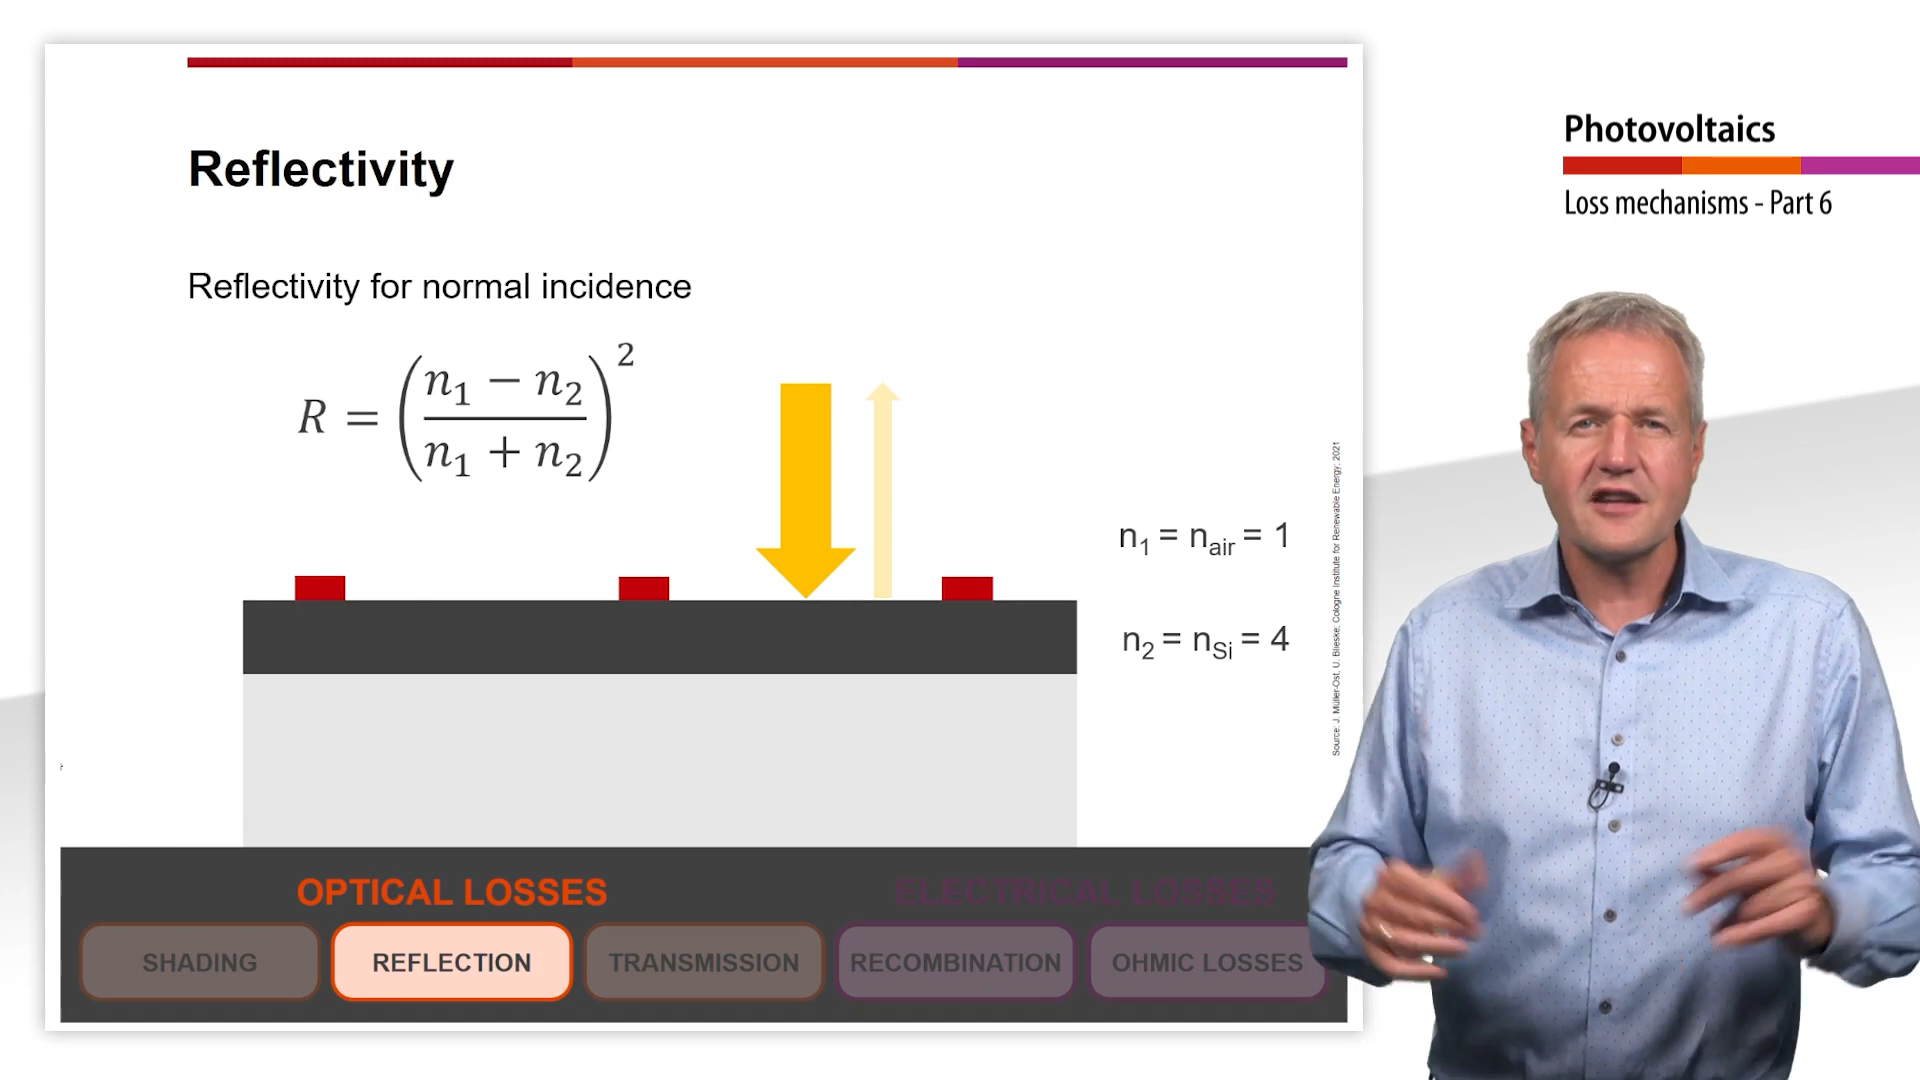 Reflectivity
Reflectivity for normal incidence
R = ((n₁ − n₂)/(n₁ + n₂))²
n₁ = n_air = 1
n₂ = n_Si = 4
Source: J. Müller-Ost, U. Blieske; Cologne Institute for Renewable Energy; 2021
OPTICAL LOSSES
ELECTRICAL LOSSES
SHADING
REFLECTION
TRANSMISSION
RECOMBINATION
OHMIC LOSSES
Photovoltaics
Loss mechanisms - Part 6